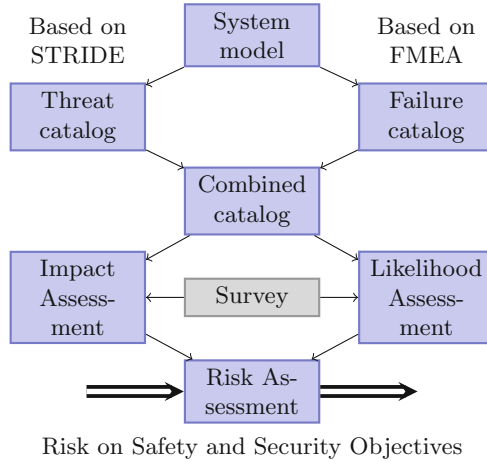 Based on
STRIDE
System
model
Based on
FMEA
Threat
catalog
Failure
catalog
Combined
catalog
Impact
Assess-
ment
Survey
Likelihood
Assess-
ment
Risk As-
sessment
Risk on Safety and Security Objectives